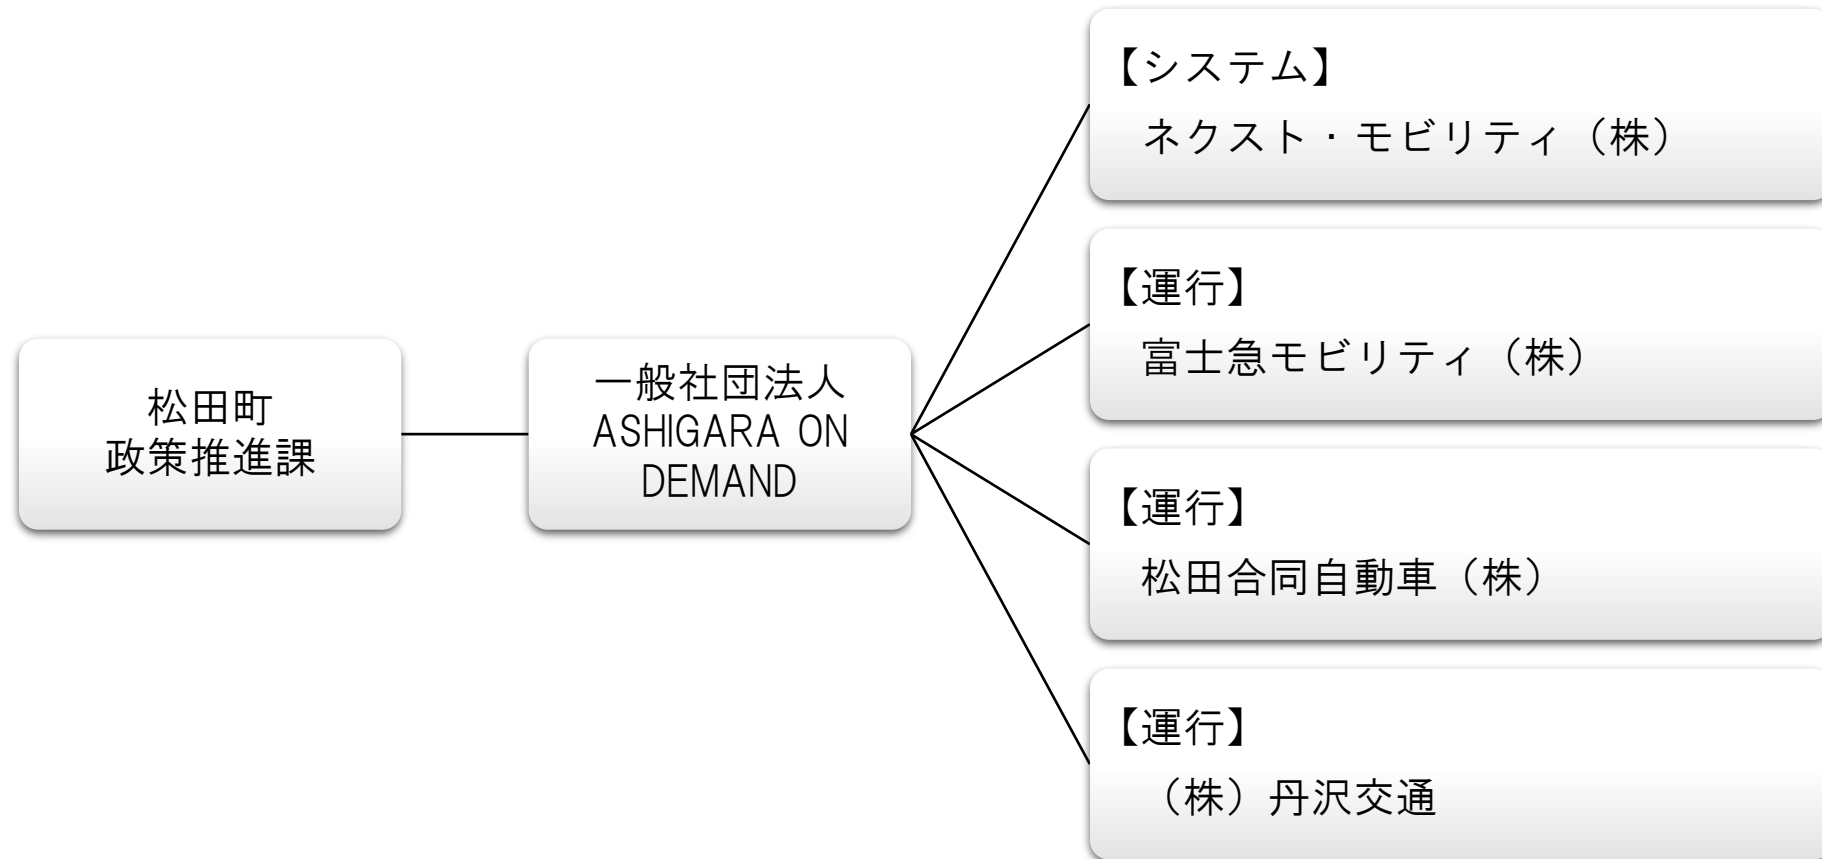 松田町
政策推進課
一般社団法人
ASHIGARA ON
DEMAND
【システム】
ネクスト・モビリティ（株）
【運行】
富士急モビリティ（株）
【運行】
松田合同自動車（株）
【運行】
（株）丹沢交通